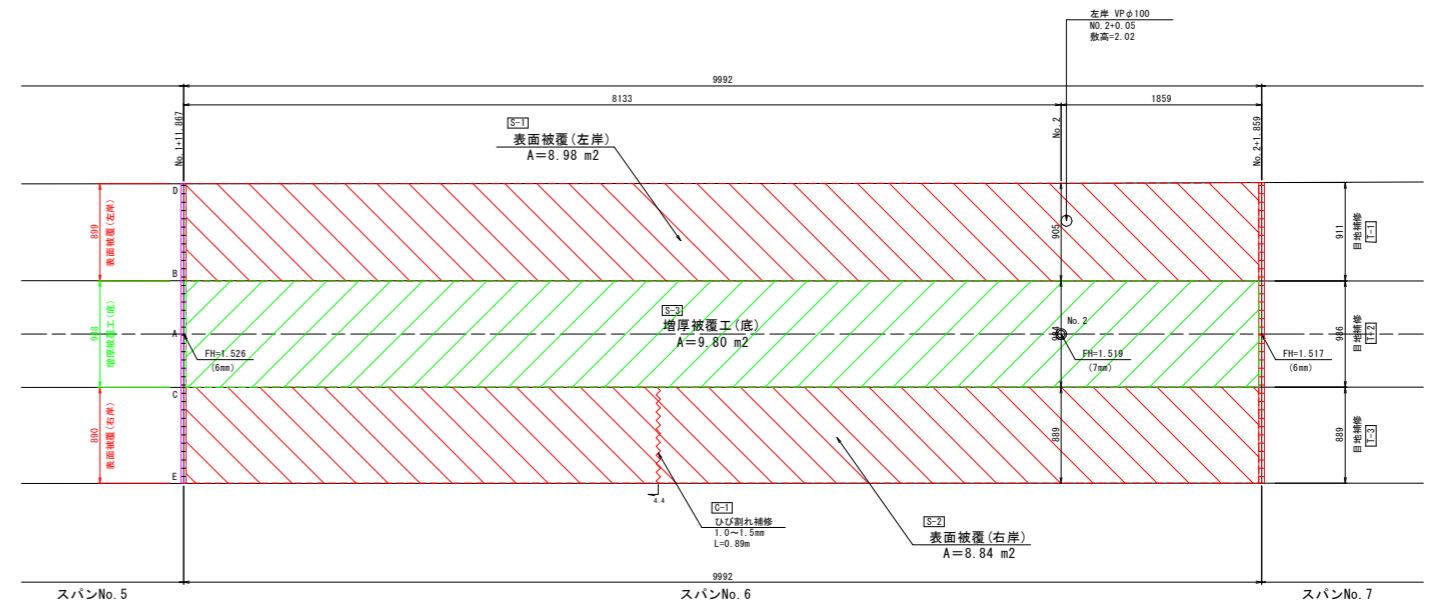 左岸 VPφ100
NO.2+0.05
敷高=2.02
9992
8133
1859
No.1+11.867
No.2
No.2+1.859
S-1
表面被覆(左岸)
A=8.98 m2
D
899
表面被覆(左岸)
905
911
目地補修
T-1
B
増厚被覆工(底)
S-3
増厚被覆工(底)
A=9.80 m2
A
No.2
986
目地補修
T-2
FH=1.526
(6mm)
FH=1.519
(7mm)
FH=1.517
(6mm)
C
890
表面被覆(右岸)
889
889
目地補修
T-3
E
4.4
C-1
ひび割れ補修
1.0~1.5mm
L=0.89m
S-2
表面被覆(右岸)
A=8.84 m2
9992
スパンNo.5
スパンNo.6
スパンNo.7